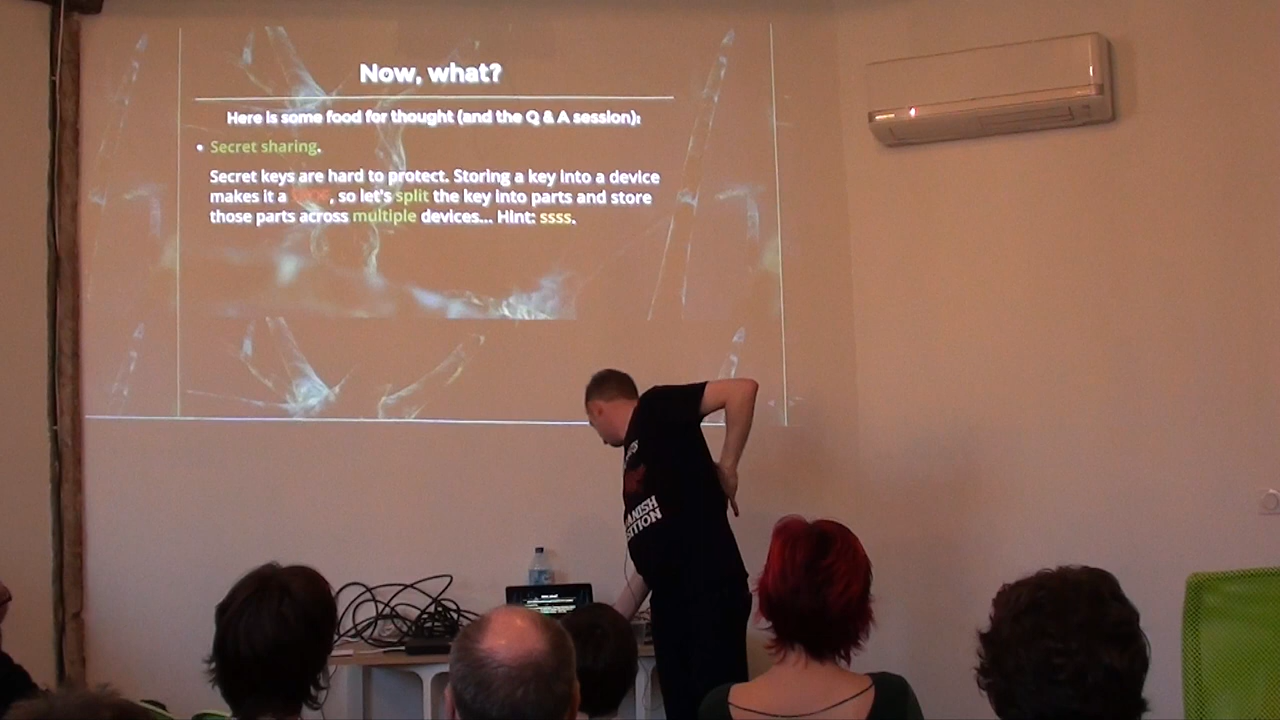 Now, what?
Here is some food for thought (and the Q & A session):
• Secret sharing.
Secret keys are hard to protect. Storing a key into a device
makes it a , so let's split the key into parts and store
those parts across multiple devices... Hint: ssss.
ANISH
SITION